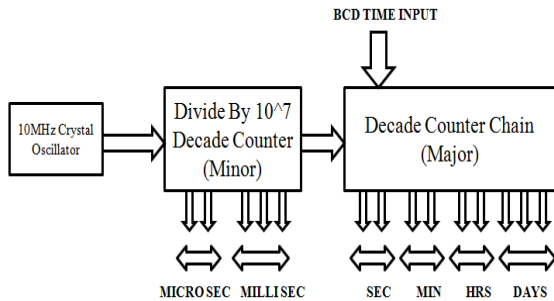 BCD TIME INPUT
10MHz Crystal
Oscillator
Divide By 10^7
Decade Counter
(Minor)
Decade Counter Chain
(Major)
MICRO SEC MILLI SEC SEC MIN HRS DAYS